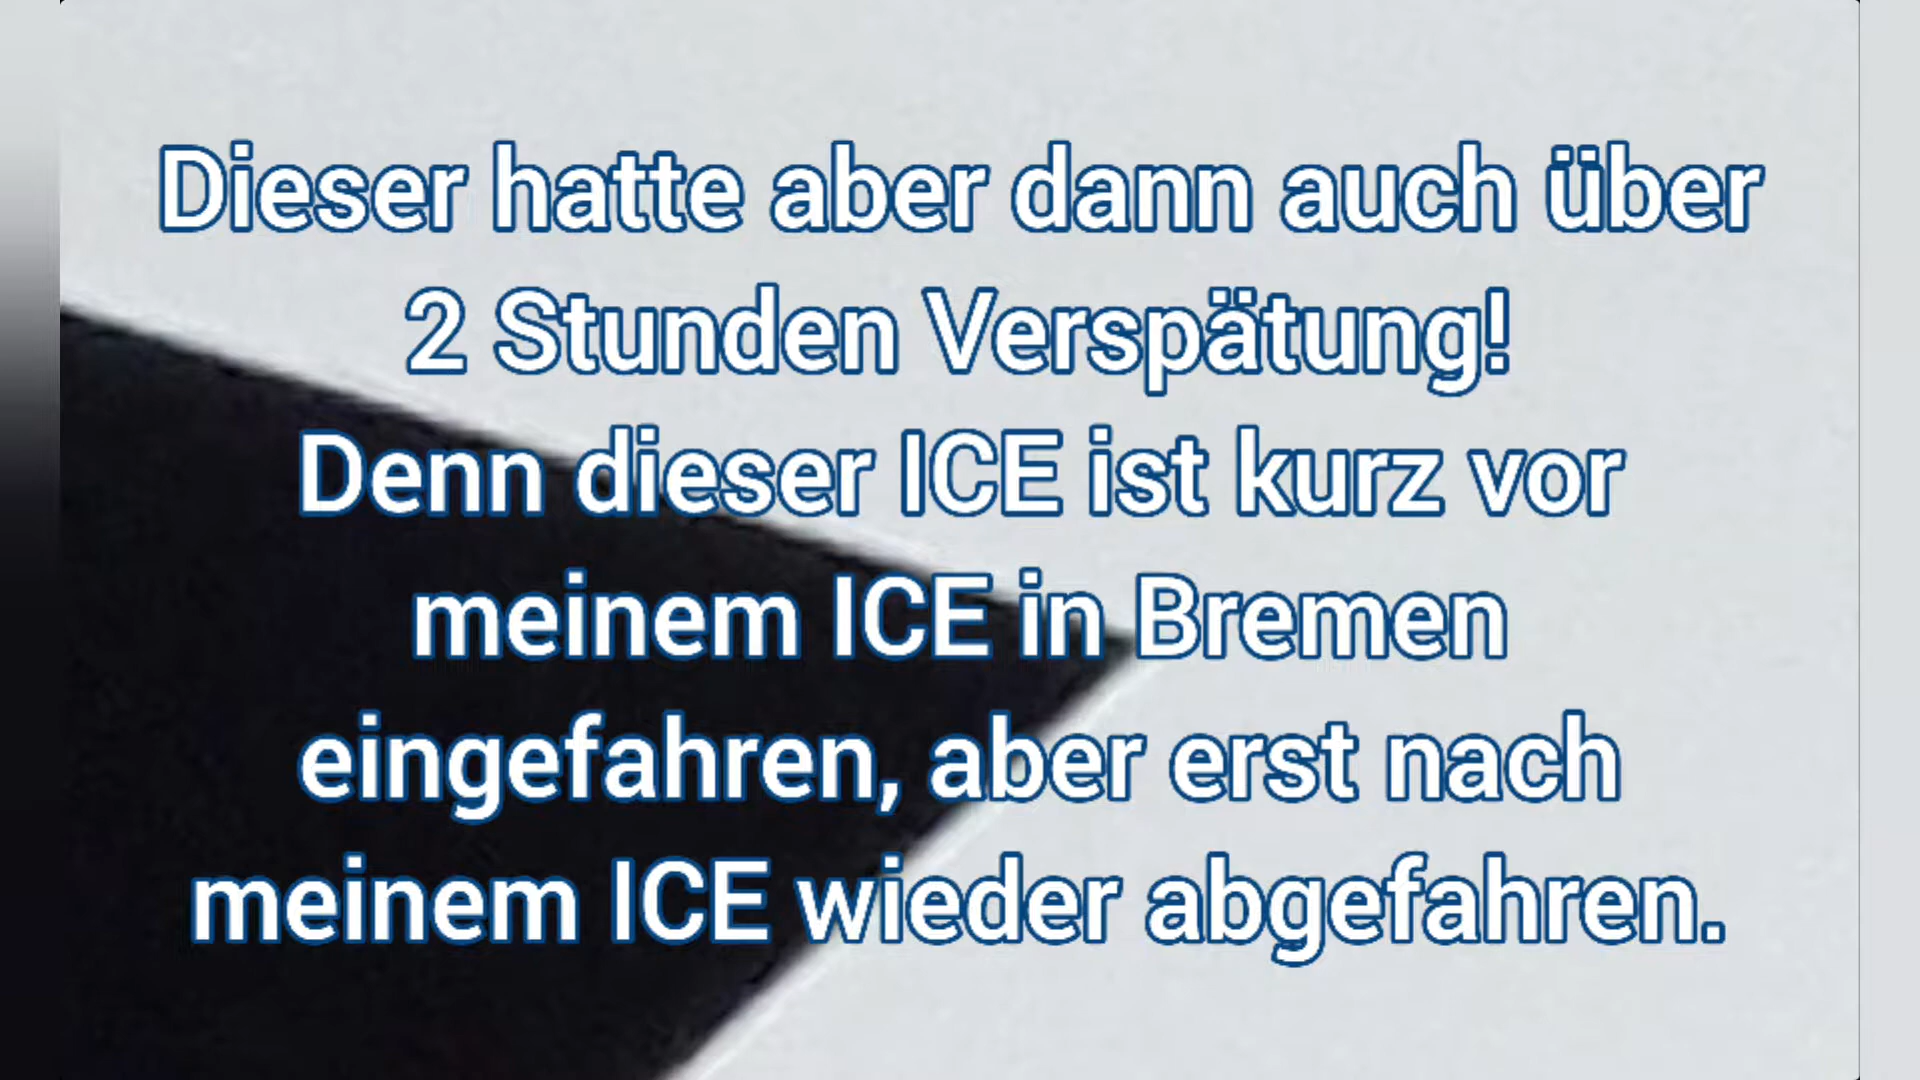 Dieser hatte aber dann auch über
2 Stunden Verspätung!
Denn dieser ICE ist kurz vor
meinem ICE in Bremen
eingefahren, aber erst nach
meinem ICE wieder abgefahren.